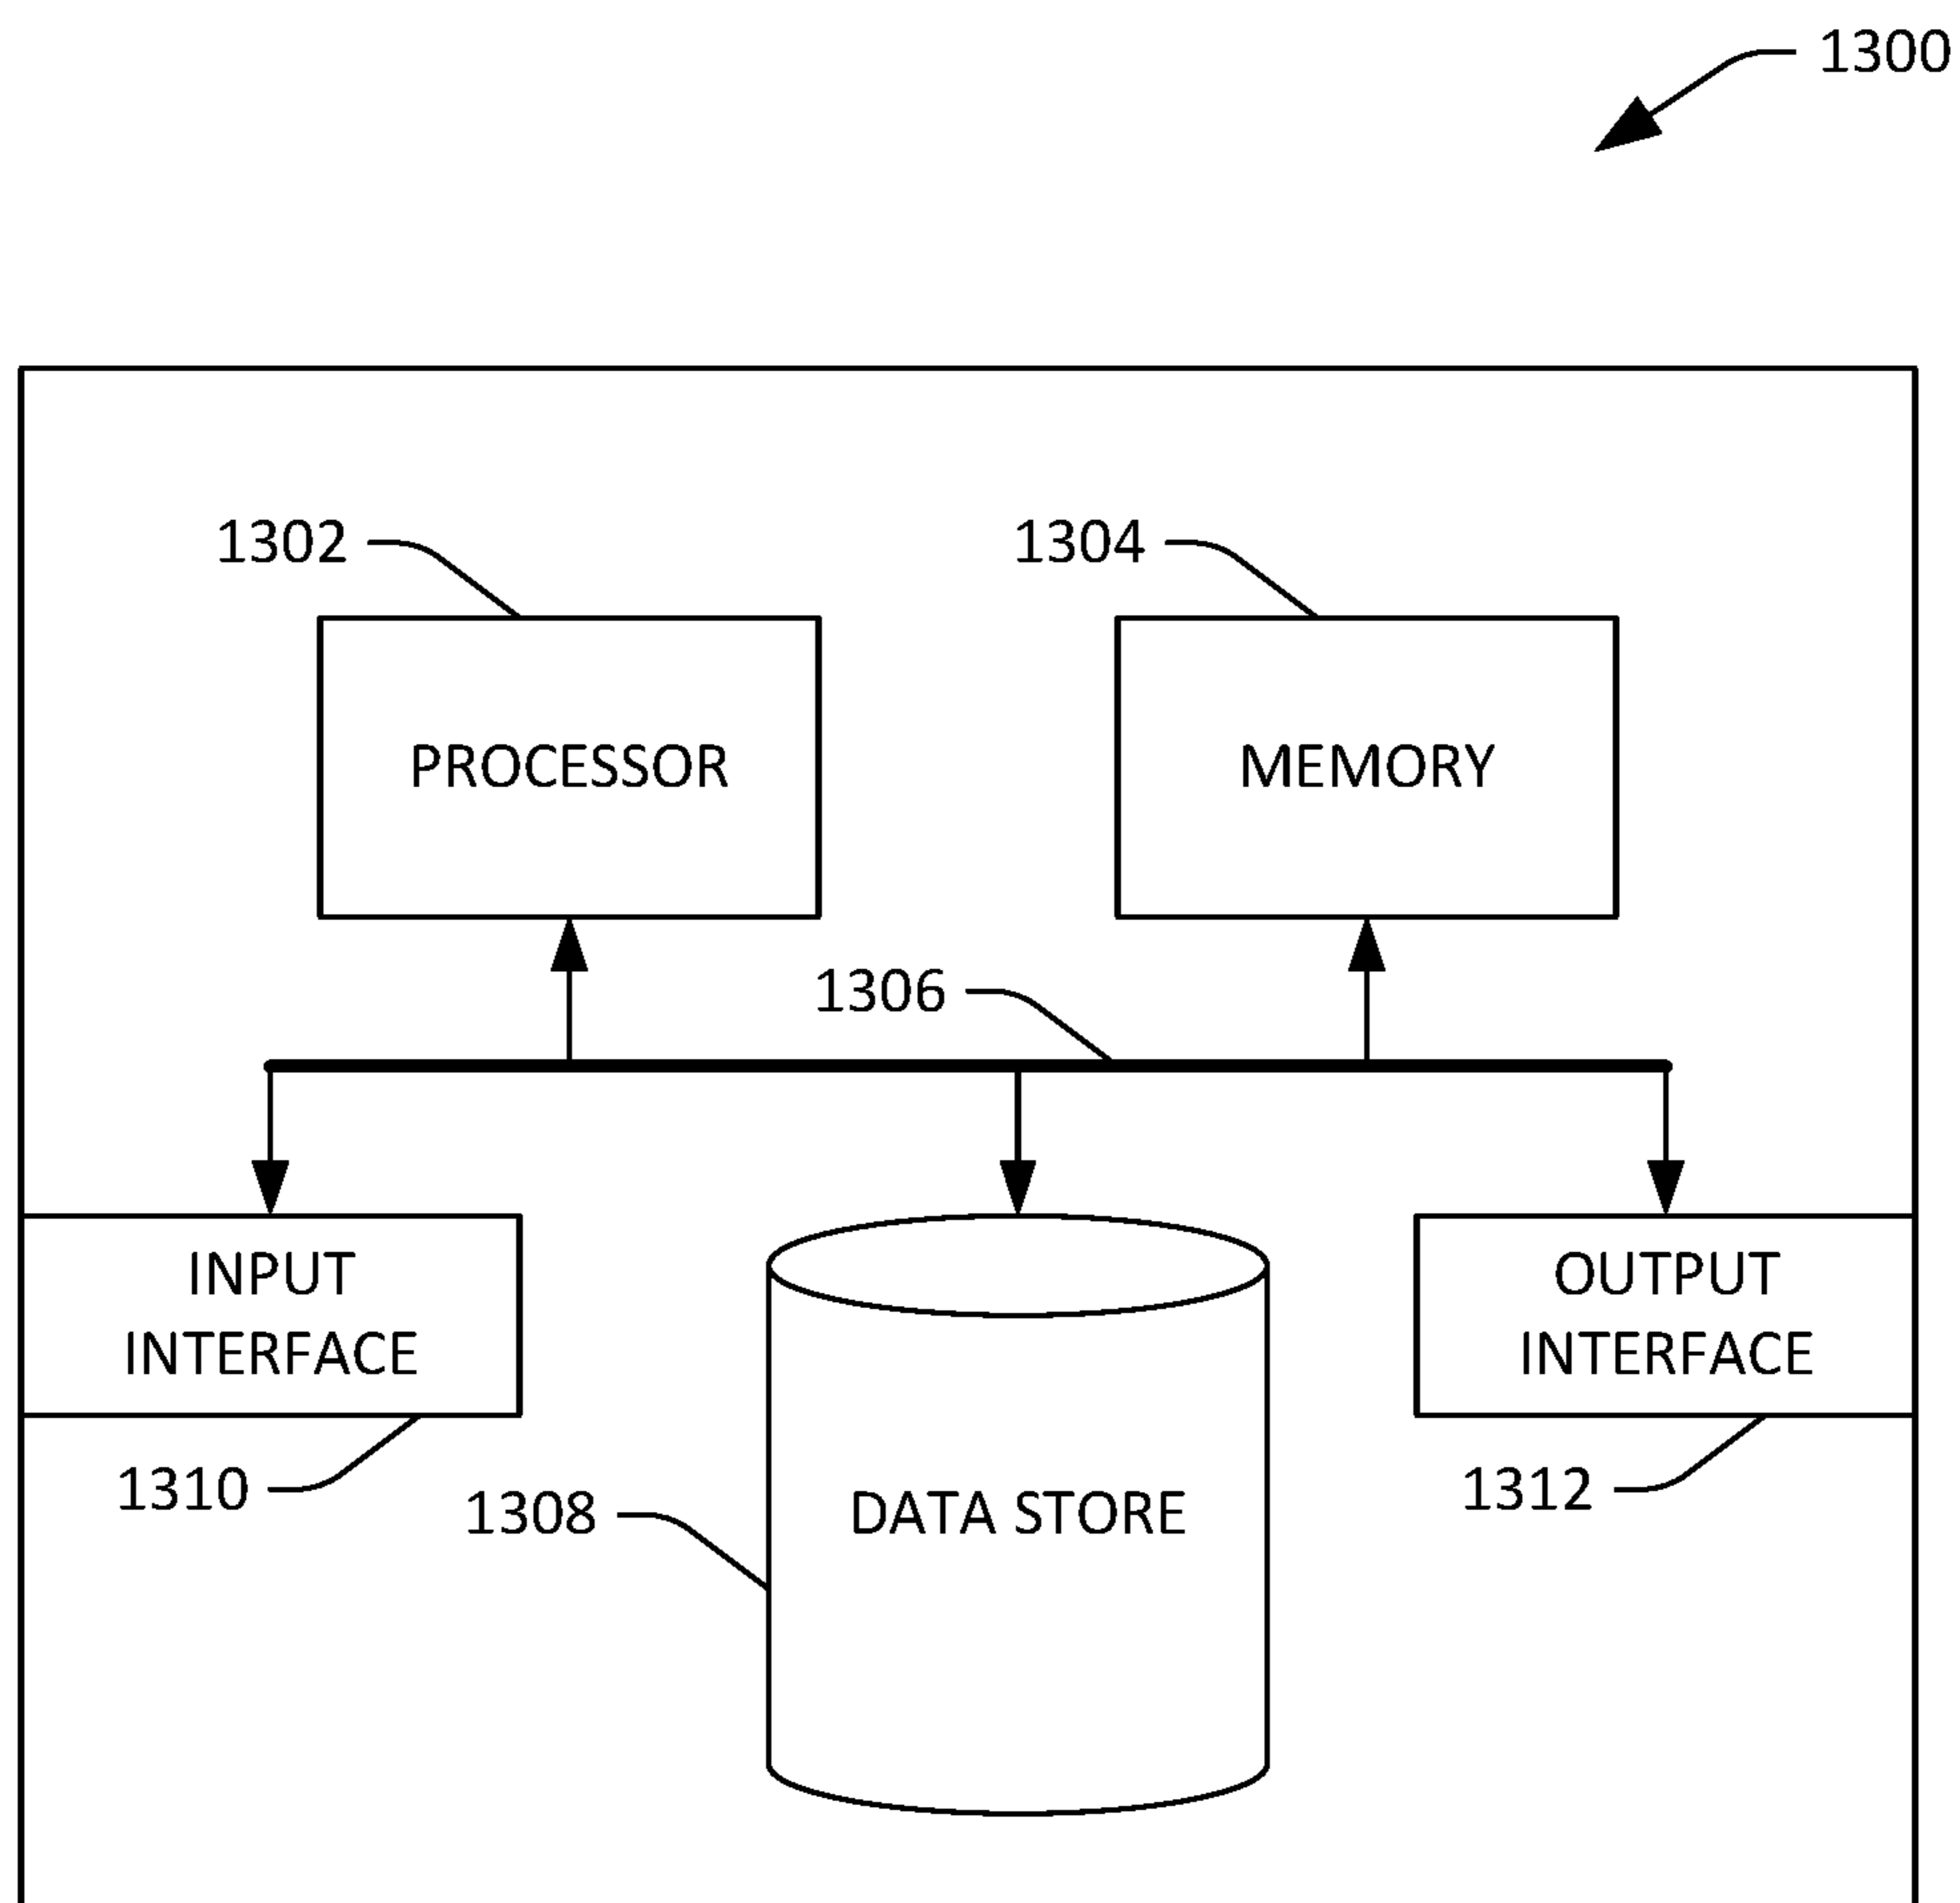 1300
1302
1304
PROCESSOR
MEMORY
1306
INPUT
INTERFACE
OUTPUT
INTERFACE
1310
1308
DATA STORE
1312